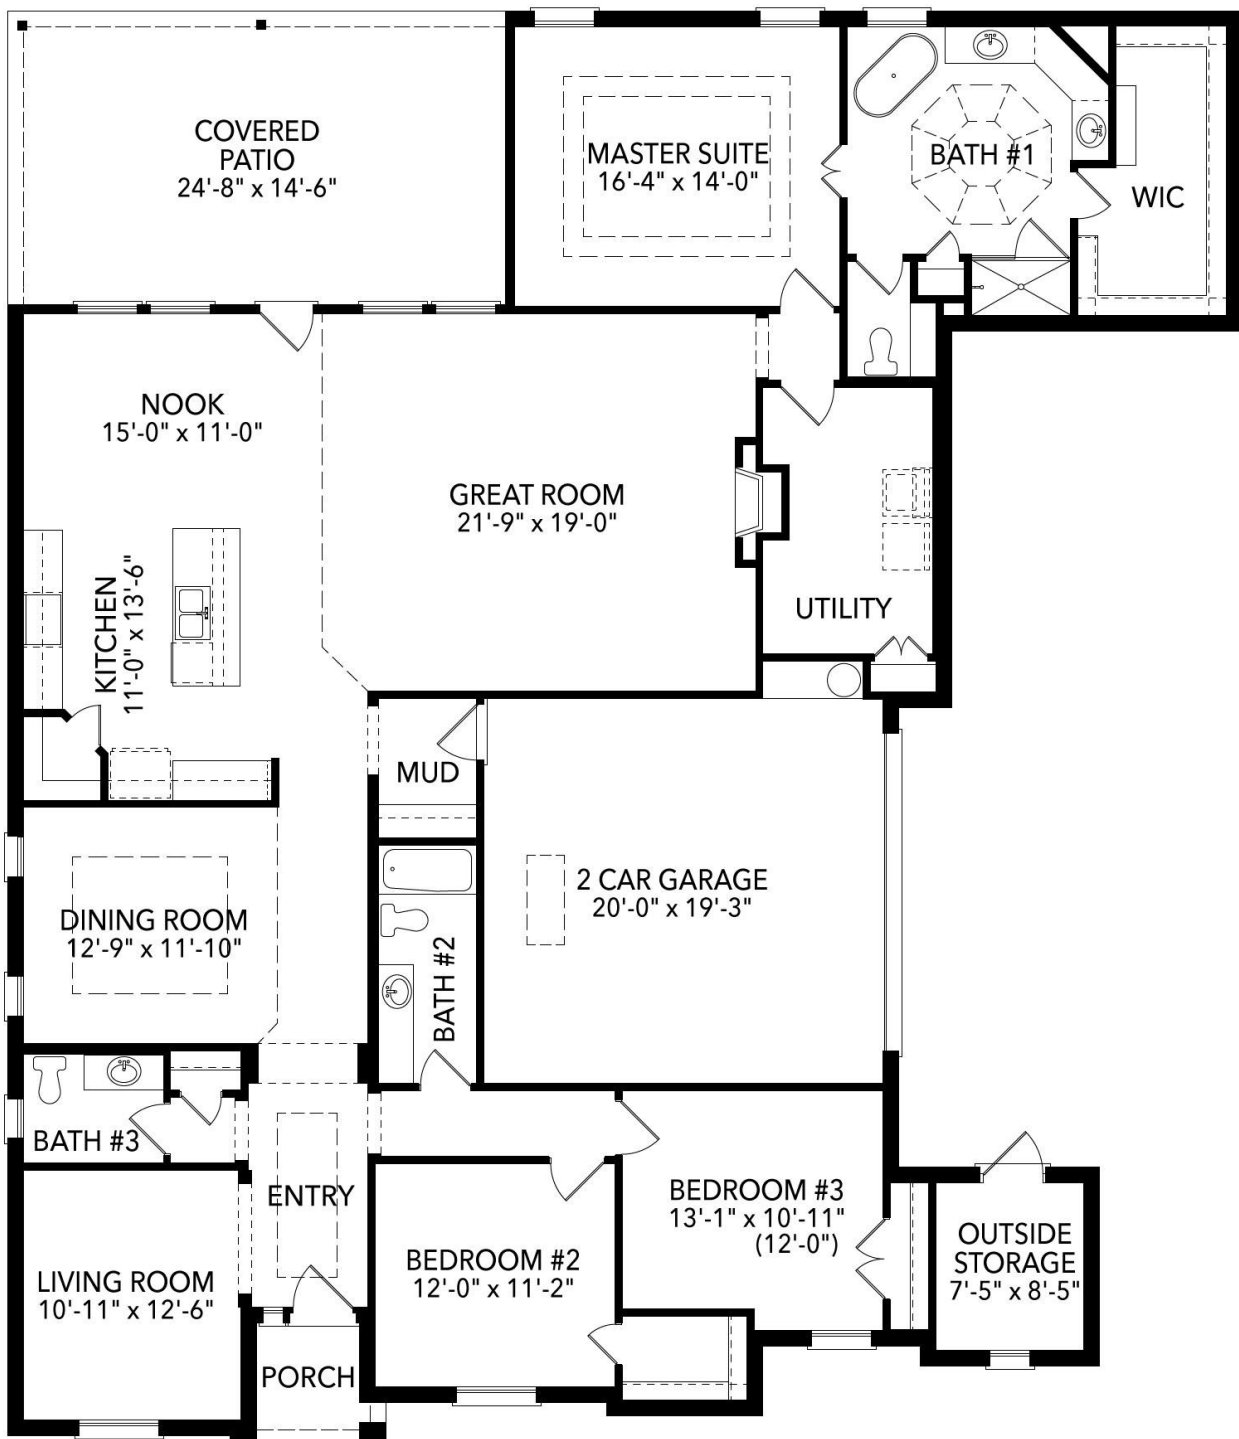 COVERED
PATIO
24'-8" x 14'-6"
MASTER SUITE
16'-4" x 14'-0"
BATH #1
WIC
NOOK
15'-0" x 11'-0"
GREAT ROOM
21'-9" x 19'-0"
KITCHEN
11'-0" x 13'-6"
UTILITY
MUD
2 CAR GARAGE
20'-0" x 19'-3"
DINING ROOM
12'-9" x 11'-10"
BATH #2
BATH #3
ENTRY
BEDROOM #3
13'-1" x 10'-11"
(12'-0")
OUTSIDE
STORAGE
7'-5" x 8'-5"
BEDROOM #2
12'-0" x 11'-2"
LIVING ROOM
10'-11" x 12'-6"
PORCH